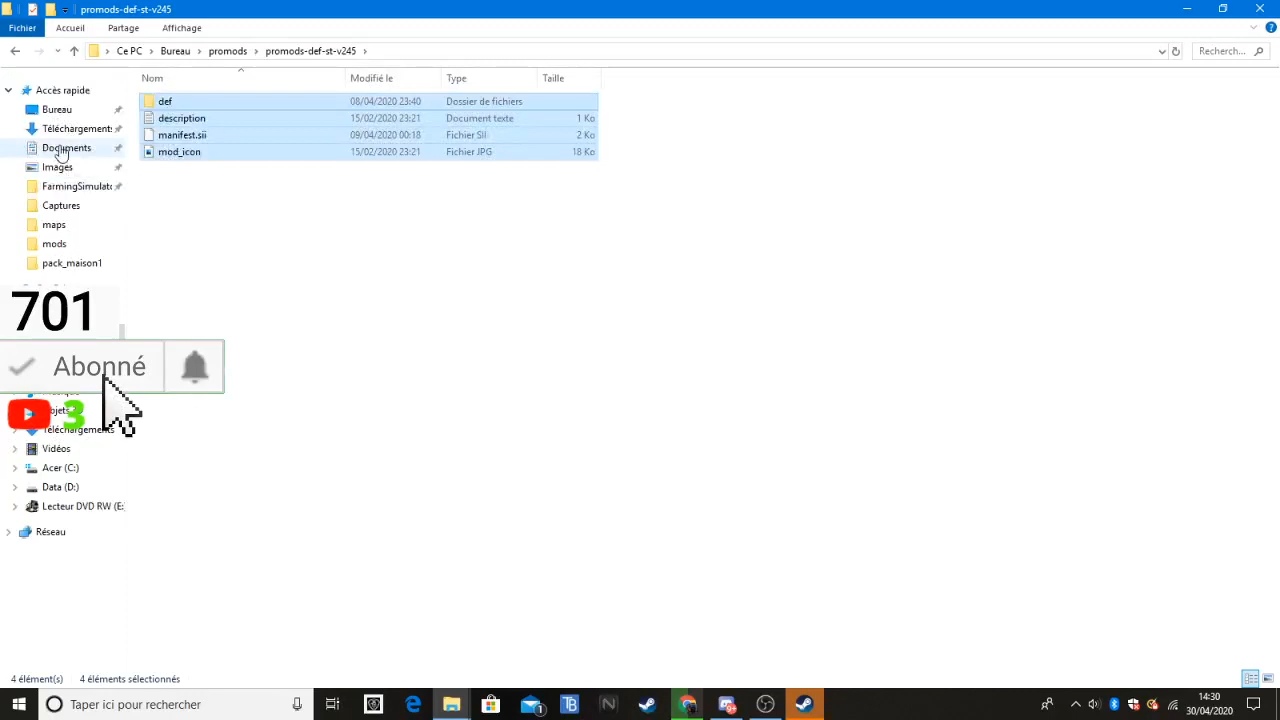 promods-def-st-v245
Fichier Accueil Partage Affichage
Ce PC > Bureau > promods > promods-def-st-v245 >
Recherch...
Nom Modifié le Type Taille
def 08/04/2020 23:40 Dossier de fichiers
description 15/02/2020 23:21 Document texte 1 Ko
manifest.sii 09/04/2020 00:18 Fichier SII 2 Ko
mod_icon 15/02/2020 23:21 Fichier JPG 18 Ko
Accès rapide
Bureau
Téléchargement:
Documents
Images
FarmingSimulato
Captures
maps
mods
pack_maison1
701
Abonné
3
Téléchargements
Vidéos
Acer (C:)
Data (D:)
Lecteur DVD RW (E:
Réseau
4 élément(s) 4 éléments sélectionnés
Taper ici pour rechercher
14:30
30/04/2020